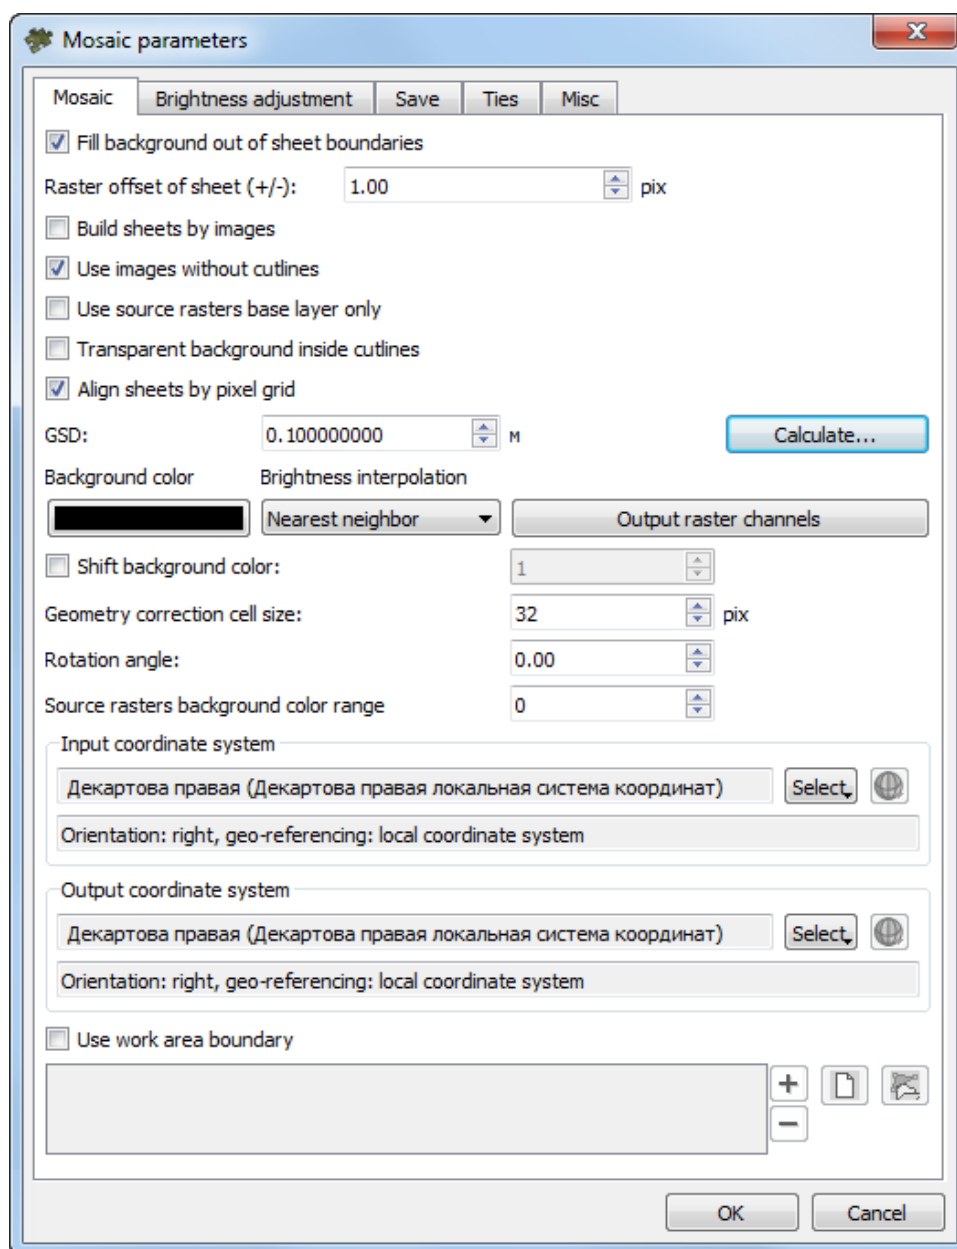 Mosaic parameters
Mosaic Brightness adjustment Save Ties Misc
Fill background out of sheet boundaries
Raster offset of sheet (+/-): 1.00 pix
Build sheets by images
Use images without cutlines
Use source rasters base layer only
Transparent background inside cutlines
Align sheets by pixel grid
GSD: 0.100000000 м Calculate...
Background color Brightness interpolation
Nearest neighbor Output raster channels
Shift background color: 1
Geometry correction cell size: 32 pix
Rotation angle: 0.00
Source rasters background color range 0
Input coordinate system
Декартова правая (Декартова правая локальная система координат) Select
Orientation: right, geo-referencing: local coordinate system
Output coordinate system
Декартова правая (Декартова правая локальная система координат) Select
Orientation: right, geo-referencing: local coordinate system
Use work area boundary
OK Cancel